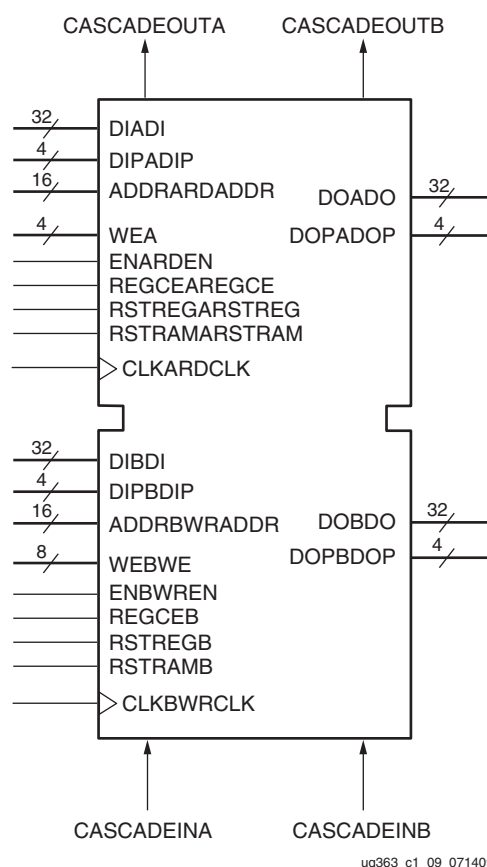 CASCADEOUTA CASCADEOUTB
32 DIADI
4 DIPADIP
16 ADDRARDADDR
DOADO 32
4 WEA
DOPADOP 4
ENARDEN
REGCEAREGCE
RSTREGARSTREG
RSTRAMARSTRAM
CLKARDCLK
32 DIBDI
4 DIPBDIP
16 ADDRBWRADDR
DOBDO 32
8 WEBWE
DOPBDOP 4
ENBWREN
REGCEB
RSTREGB
RSTRAMB
CLKBWRCLK
CASCADEINA CASCADEINB
ug363_c1_09_07140